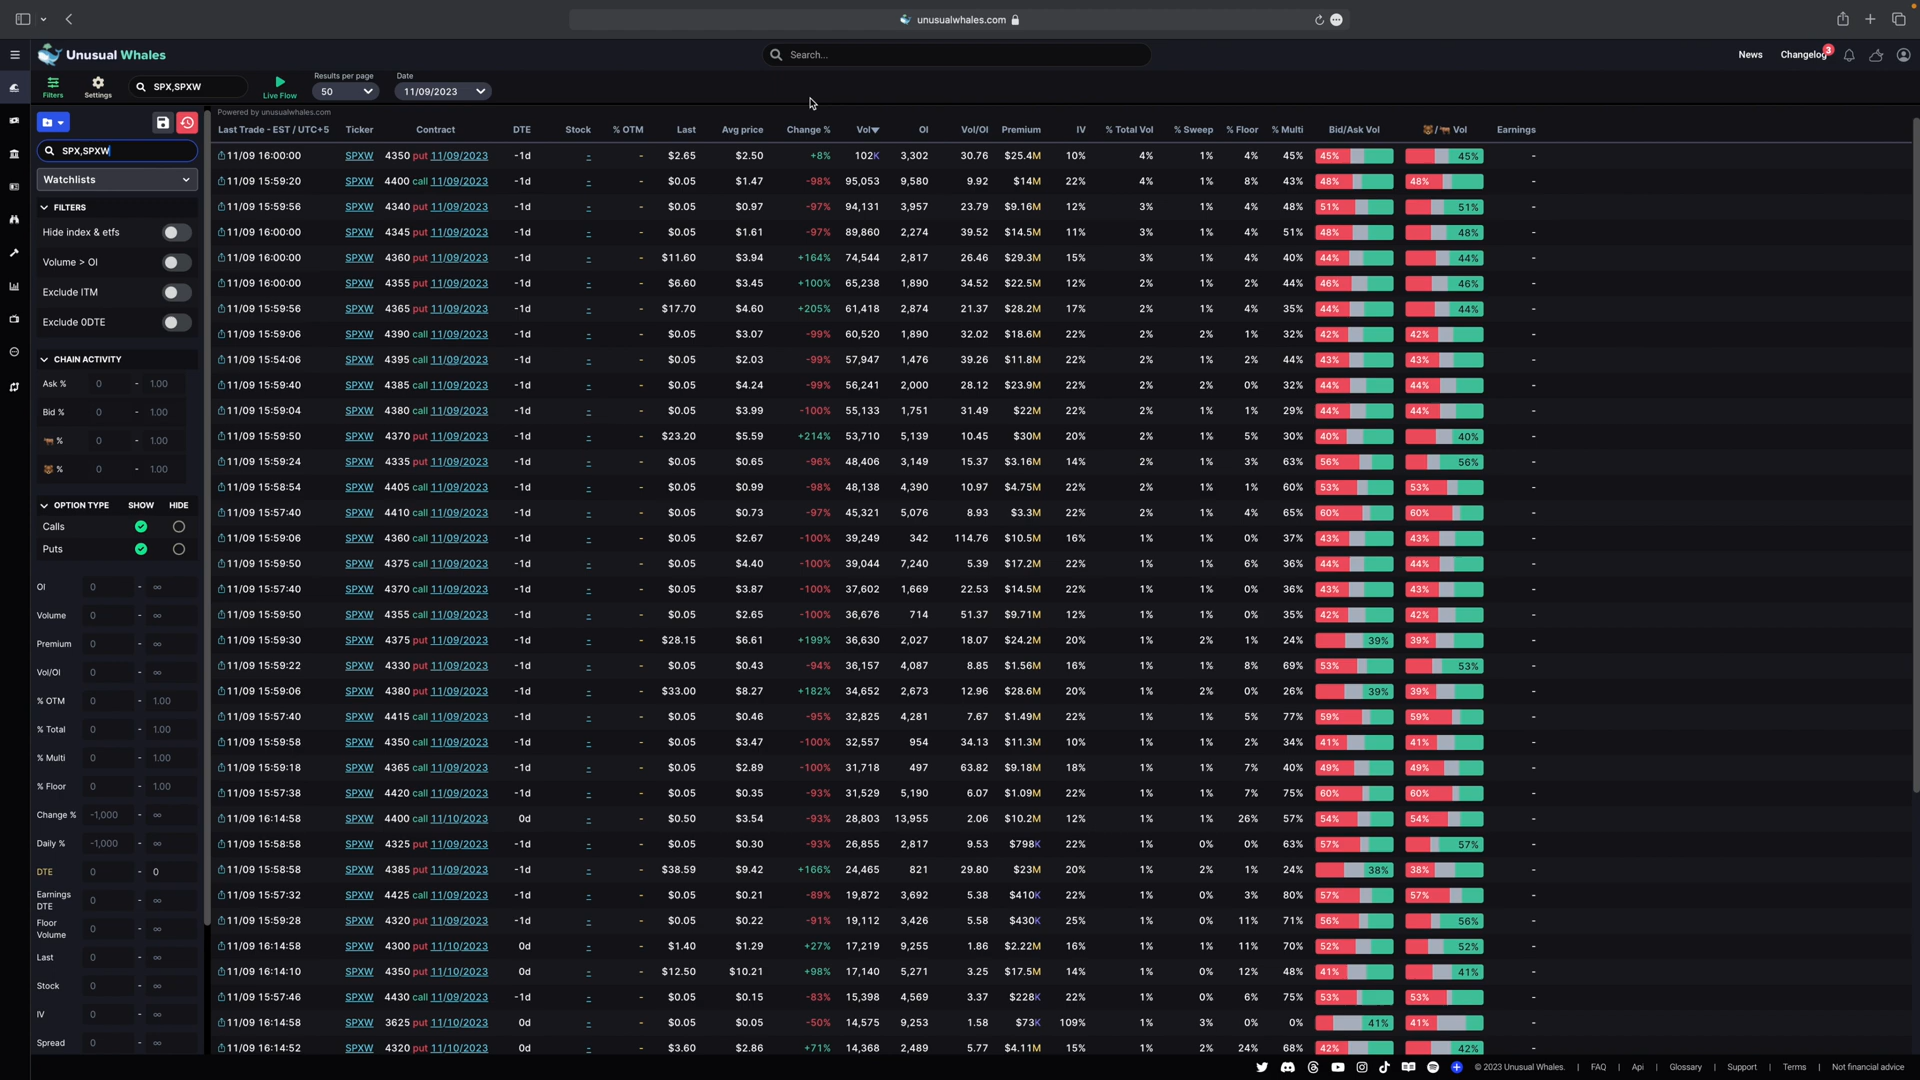 unusualwhales.com
Unusual Whales
Search...
News
Changelog
3
Filters
Settings
SPX,SPXW
Live Flow
Results per page
50
Date
11/09/2023
SPX,SPXW
Watchlists
FILTERS
Hide index & etfs
Volume > OI
Exclude ITM
Exclude 0DTE
CHAIN ACTIVITY
Ask % 0 - 1.00
Bid % 0 - 1.00
% 0 - 1.00
% 0 - 1.00
OPTION TYPE SHOW HIDE
Calls
Puts
OI 0 - ∞
Volume 0 - ∞
Premium 0 - ∞
Vol/OI 0 - ∞
% OTM 0 - 1.00
% Total 0 - 1.00
% Multi 0 - 1.00
% Floor 0 - 1.00
Change % -1,000 - ∞
Daily % -1,000 - ∞
DTE 0 - 0
Earnings DTE 0 - ∞
Floor Volume 0 - ∞
Last 0 - ∞
Stock 0 - ∞
IV 0 - ∞
Spread 0 - ∞
Powered by unusualwhales.com
Last Trade - EST / UTC+5 Ticker Contract DTE Stock % OTM Last Avg price Change % Vol▼ OI Vol/OI Premium IV % Total Vol % Sweep % Floor % Multi Bid/Ask Vol / Vol Earnings
11/09 16:00:00 SPXW 4350 put 11/09/2023 -1d - - $2.65 $2.50 +8% 102K 3,302 30.76 $25.4M 10% 4% 1% 4% 45% 45% 45% -
11/09 15:59:20 SPXW 4400 call 11/09/2023 -1d - - $0.05 $1.47 -98% 95,053 9,580 9.92 $14M 22% 4% 1% 8% 43% 48% 48% -
11/09 15:59:56 SPXW 4340 put 11/09/2023 -1d - - $0.05 $0.97 -97% 94,131 3,957 23.79 $9.16M 12% 3% 1% 4% 48% 51% 51% -
11/09 16:00:00 SPXW 4345 put 11/09/2023 -1d - - $0.05 $1.61 -97% 89,860 2,274 39.52 $14.5M 11% 3% 1% 4% 51% 48% 48% -
11/09 16:00:00 SPXW 4360 put 11/09/2023 -1d - - $11.60 $3.94 +164% 74,544 2,817 26.46 $29.3M 15% 3% 1% 4% 40% 44% 44% -
11/09 16:00:00 SPXW 4355 put 11/09/2023 -1d - - $6.60 $3.45 +100% 65,238 1,890 34.52 $22.5M 12% 2% 1% 2% 44% 46% 46% -
11/09 15:59:56 SPXW 4365 put 11/09/2023 -1d - - $17.70 $4.60 +205% 61,418 2,874 21.37 $28.2M 17% 2% 1% 4% 35% 44% 44% -
11/09 15:59:06 SPXW 4390 call 11/09/2023 -1d - - $0.05 $3.07 -99% 60,520 1,890 32.02 $18.6M 22% 2% 2% 1% 32% 42% 42% -
11/09 15:54:06 SPXW 4395 call 11/09/2023 -1d - - $0.05 $2.03 -99% 57,947 1,476 39.26 $11.8M 22% 2% 1% 2% 44% 43% 43% -
11/09 15:59:40 SPXW 4385 call 11/09/2023 -1d - - $0.05 $4.24 -99% 56,241 2,000 28.12 $23.9M 22% 2% 2% 0% 32% 44% 44% -
11/09 15:59:04 SPXW 4380 call 11/09/2023 -1d - - $0.05 $3.99 -100% 55,133 1,751 31.49 $22M 22% 2% 1% 1% 29% 44% 44% -
11/09 15:59:50 SPXW 4370 put 11/09/2023 -1d - - $23.20 $5.59 +214% 53,710 5,139 10.45 $30M 20% 2% 1% 5% 30% 40% 40% -
11/09 15:59:24 SPXW 4335 put 11/09/2023 -1d - - $0.05 $0.65 -96% 48,406 3,149 15.37 $3.16M 14% 2% 1% 3% 63% 56% 56% -
11/09 15:58:54 SPXW 4405 call 11/09/2023 -1d - - $0.05 $0.99 -98% 48,138 4,390 10.97 $4.75M 22% 2% 1% 1% 60% 53% 53% -
11/09 15:57:40 SPXW 4410 call 11/09/2023 -1d - - $0.05 $0.73 -97% 45,321 5,076 8.93 $3.3M 22% 2% 1% 4% 65% 60% 60% -
11/09 15:59:06 SPXW 4360 call 11/09/2023 -1d - - $0.05 $2.67 -100% 39,249 342 114.76 $10.5M 16% 1% 1% 0% 37% 43% 43% -
11/09 15:59:50 SPXW 4375 call 11/09/2023 -1d - - $0.05 $4.40 -100% 39,044 7,240 5.39 $17.2M 22% 1% 1% 6% 36% 44% 44% -
11/09 15:57:40 SPXW 4370 call 11/09/2023 -1d - - $0.05 $3.87 -100% 37,602 1,669 22.53 $14.5M 22% 1% 1% 0% 36% 43% 43% -
11/09 15:59:50 SPXW 4355 call 11/09/2023 -1d - - $0.05 $2.65 -100% 36,676 714 51.37 $9.71M 12% 1% 1% 0% 35% 42% 42% -
11/09 15:59:30 SPXW 4375 put 11/09/2023 -1d - - $28.15 $6.61 +199% 36,630 2,027 18.07 $24.2M 20% 1% 2% 1% 24% 39% 39% -
11/09 15:59:22 SPXW 4330 put 11/09/2023 -1d - - $0.05 $0.43 -94% 36,157 4,087 8.85 $1.56M 16% 1% 1% 8% 69% 53% 53% -
11/09 15:59:06 SPXW 4380 put 11/09/2023 -1d - - $33.00 $8.27 +182% 34,652 2,673 12.96 $28.6M 20% 1% 2% 0% 26% 39% 39% -
11/09 15:57:40 SPXW 4415 call 11/09/2023 -1d - - $0.05 $0.46 -95% 32,825 4,281 7.67 $1.49M 22% 1% 1% 5% 77% 59% 59% -
11/09 15:59:58 SPXW 4350 call 11/09/2023 -1d - - $0.05 $3.47 -100% 32,557 954 34.13 $11.3M 10% 1% 1% 2% 34% 41% 41% -
11/09 15:59:18 SPXW 4365 call 11/09/2023 -1d - - $0.05 $2.89 -100% 31,718 497 63.82 $9.18M 18% 1% 1% 7% 40% 49% 49% -
11/09 15:57:38 SPXW 4420 call 11/09/2023 -1d - - $0.05 $0.35 -93% 31,529 5,190 6.07 $1.09M 22% 1% 1% 7% 75% 60% 60% -
11/09 16:14:58 SPXW 4400 call 11/10/2023 0d - - $0.50 $3.54 -93% 28,803 13,955 2.06 $10.2M 12% 1% 1% 26% 57% 54% 54% -
11/09 15:58:58 SPXW 4325 put 11/09/2023 -1d - - $0.05 $0.30 -93% 26,855 2,817 9.53 $798K 22% 1% 0% 0% 63% 57% 57% -
11/09 15:58:58 SPXW 4385 put 11/09/2023 -1d - - $38.59 $9.42 +166% 24,465 821 29.80 $23M 20% 1% 2% 1% 24% 38% 38% -
11/09 15:57:32 SPXW 4425 call 11/09/2023 -1d - - $0.05 $0.21 -89% 19,872 3,692 5.38 $410K 22% 1% 0% 3% 80% 57% 57% -
11/09 15:59:28 SPXW 4320 put 11/09/2023 -1d - - $0.05 $0.22 -91% 19,112 3,426 5.58 $430K 25% 1% 0% 11% 71% 56% 56% -
11/09 16:14:58 SPXW 4300 put 11/10/2023 0d - - $1.40 $1.29 +27% 17,219 9,255 1.86 $2.22M 16% 1% 1% 11% 70% 52% 52% -
11/09 16:14:10 SPXW 4350 put 11/10/2023 0d - - $12.50 $10.21 +98% 17,140 5,271 3.25 $17.5M 14% 1% 0% 12% 48% 41% 41% -
11/09 15:57:46 SPXW 4430 call 11/09/2023 -1d - - $0.05 $0.15 -83% 15,398 4,569 3.37 $228K 22% 1% 0% 6% 75% 53% 53% -
11/09 16:14:58 SPXW 3625 put 11/10/2023 0d - - $0.05 $0.05 -50% 14,575 9,253 1.58 $73K 109% 1% 3% 0% 0% 41% 41% -
11/09 16:14:52 SPXW 4320 put 11/10/2023 0d - - $3.60 $2.86 +71% 14,368 2,489 5.77 $4.11M 15% 1% 2% 24% 68% 42% 42% -
© 2023 Unusual Whales. | FAQ | Api | Glossary | Support | Terms | Not financial advice